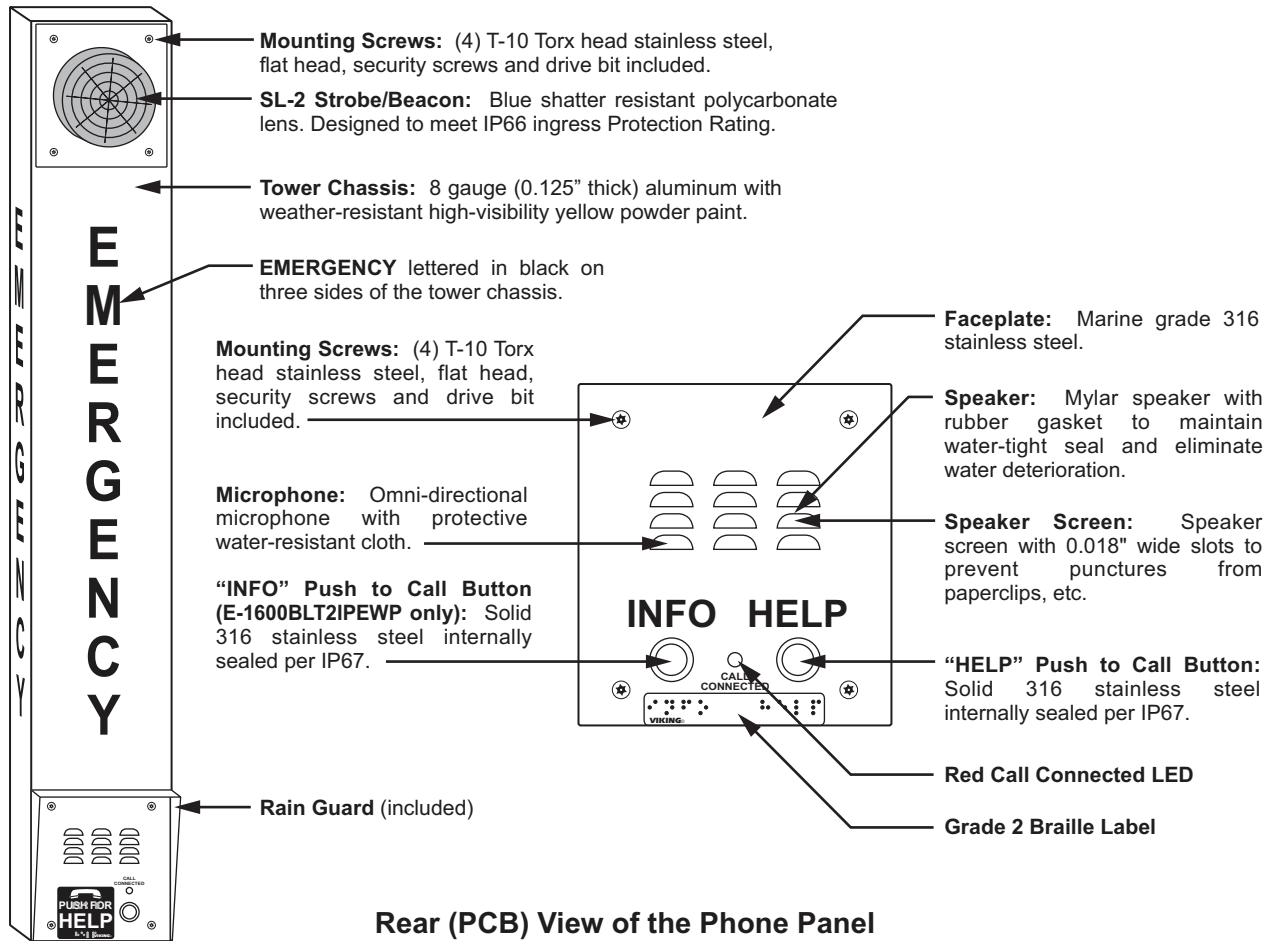 Mounting Screws: (4) T-10 Torx head stainless steel,
flat head, security screws and drive bit included.
SL-2 Strobe/Beacon: Blue shatter resistant polycarbonate
lens. Designed to meet IP66 ingress Protection Rating.
Tower Chassis: 8 gauge (0.125” thick) aluminum with
weather-resistant high-visibility yellow powder paint.
EMERGENCY
EMERGENCY
EMERGENCY lettered in black on
three sides of the tower chassis.
Mounting Screws: (4) T-10 Torx
head stainless steel, flat head,
security screws and drive bit
included.
Microphone: Omni-directional
microphone with protective
water-resistant cloth.
“INFO” Push to Call Button
(E-1600BLT2IPEWP only): Solid
316 stainless steel internally
sealed per IP67.
Rain Guard (included)
INFO HELP
CALL
CONNECTED
⠊⠝⠋⠕ ⠓⠑⠇⠏
VIKING®
Faceplate: Marine grade 316
stainless steel.
Speaker: Mylar speaker with
rubber gasket to maintain
water-tight seal and eliminate
water deterioration.
Speaker Screen: Speaker
screen with 0.018" wide slots to
prevent punctures from
paperclips, etc.
“HELP” Push to Call Button:
Solid 316 stainless steel
internally sealed per IP67.
Red Call Connected LED
Grade 2 Braille Label
CALL
CONNECTED
PUSH FOR
HELP
VIKING®
Rear (PCB) View of the Phone Panel